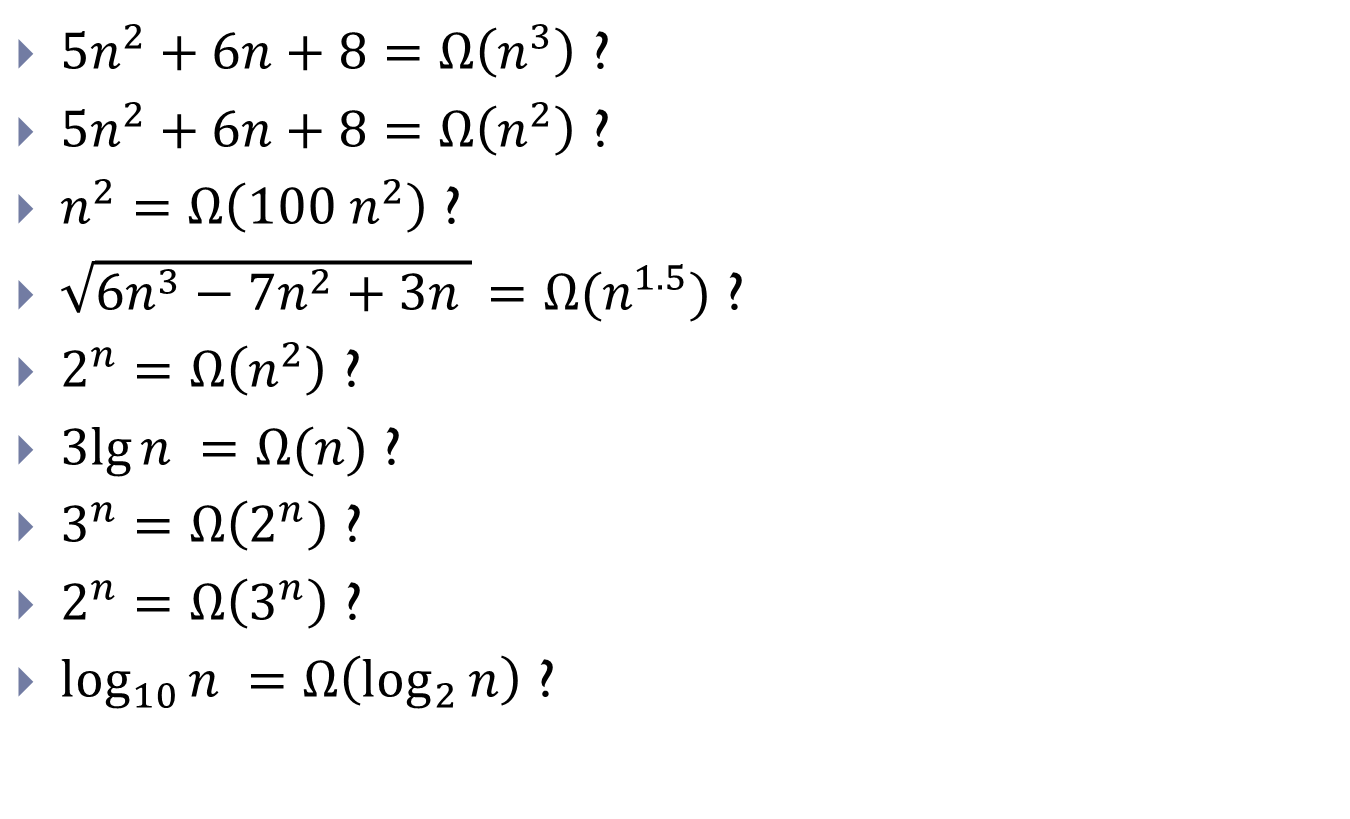 5n² + 6n + 8 = Ω(n³) ?
5n² + 6n + 8 = Ω(n²) ?
n² = Ω(100 n²) ?
√(6n³ − 7n² + 3n) = Ω(n^1.5) ?
2ⁿ = Ω(n²) ?
3lg n = Ω(n) ?
3ⁿ = Ω(2ⁿ) ?
2ⁿ = Ω(3ⁿ) ?
log₁₀ n = Ω(log₂ n) ?